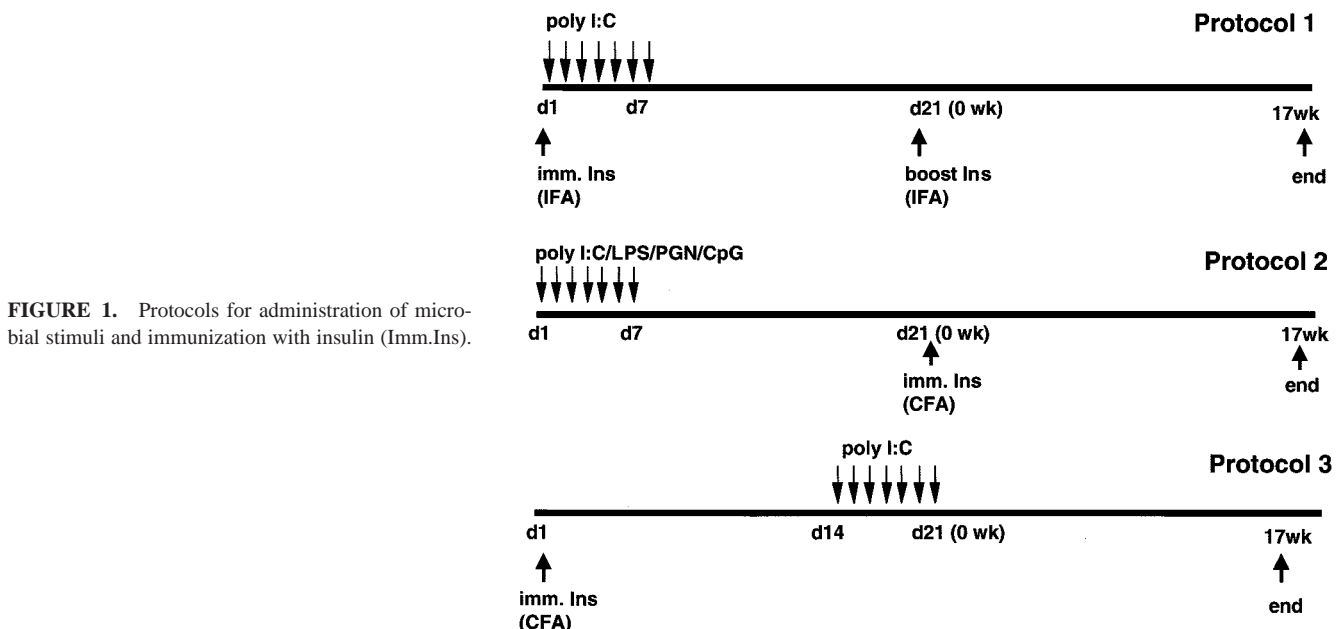 FIGURE 1. Protocols for administration of micro-
bial stimuli and immunization with insulin (Imm.Ins).
poly I:C
Protocol 1
d1 d7 d21 (0 wk) 17wk
imm. Ins boost Ins end
(IFA) (IFA)
poly I:C/LPS/PGN/CpG
Protocol 2
d1 d7 d21 (0 wk) 17wk
imm. Ins end
(CFA)
poly I:C
Protocol 3
d1 d14 d21 (0 wk) 17wk
imm. Ins end
(CFA)